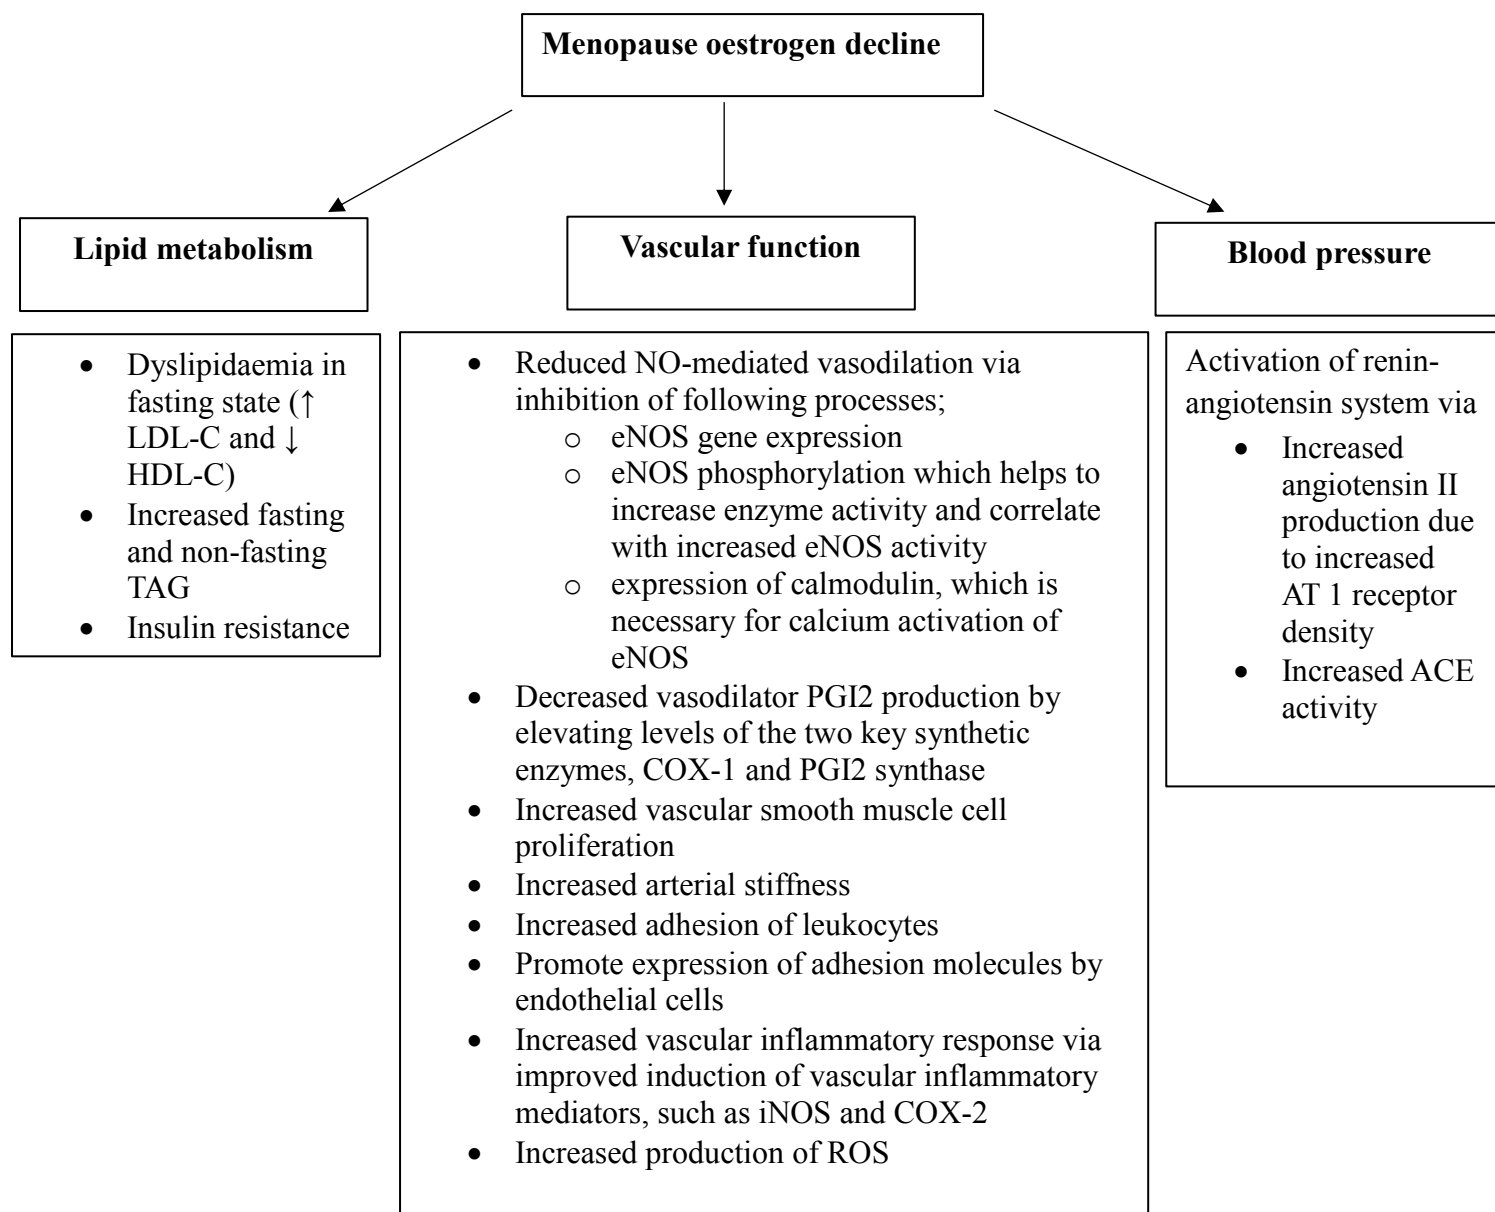 Menopause oestrogen decline
Lipid metabolism
• Dyslipidaemia in
fasting state (↑
LDL-C and ↓
HDL-C)
• Increased fasting
and non-fasting
TAG
• Insulin resistance
Vascular function
• Reduced NO-mediated vasodilation via
inhibition of following processes;
o eNOS gene expression
o eNOS phosphorylation which helps to
increase enzyme activity and correlate
with increased eNOS activity
o expression of calmodulin, which is
necessary for calcium activation of
eNOS
• Decreased vasodilator PGI2 production by
elevating levels of the two key synthetic
enzymes, COX-1 and PGI2 synthase
• Increased vascular smooth muscle cell
proliferation
• Increased arterial stiffness
• Increased adhesion of leukocytes
• Promote expression of adhesion molecules by
endothelial cells
• Increased vascular inflammatory response via
improved induction of vascular inflammatory
mediators, such as iNOS and COX-2
• Increased production of ROS
Blood pressure
Activation of renin-
angiotensin system via
• Increased
angiotensin II
production due
to increased
AT 1 receptor
density
• Increased ACE
activity